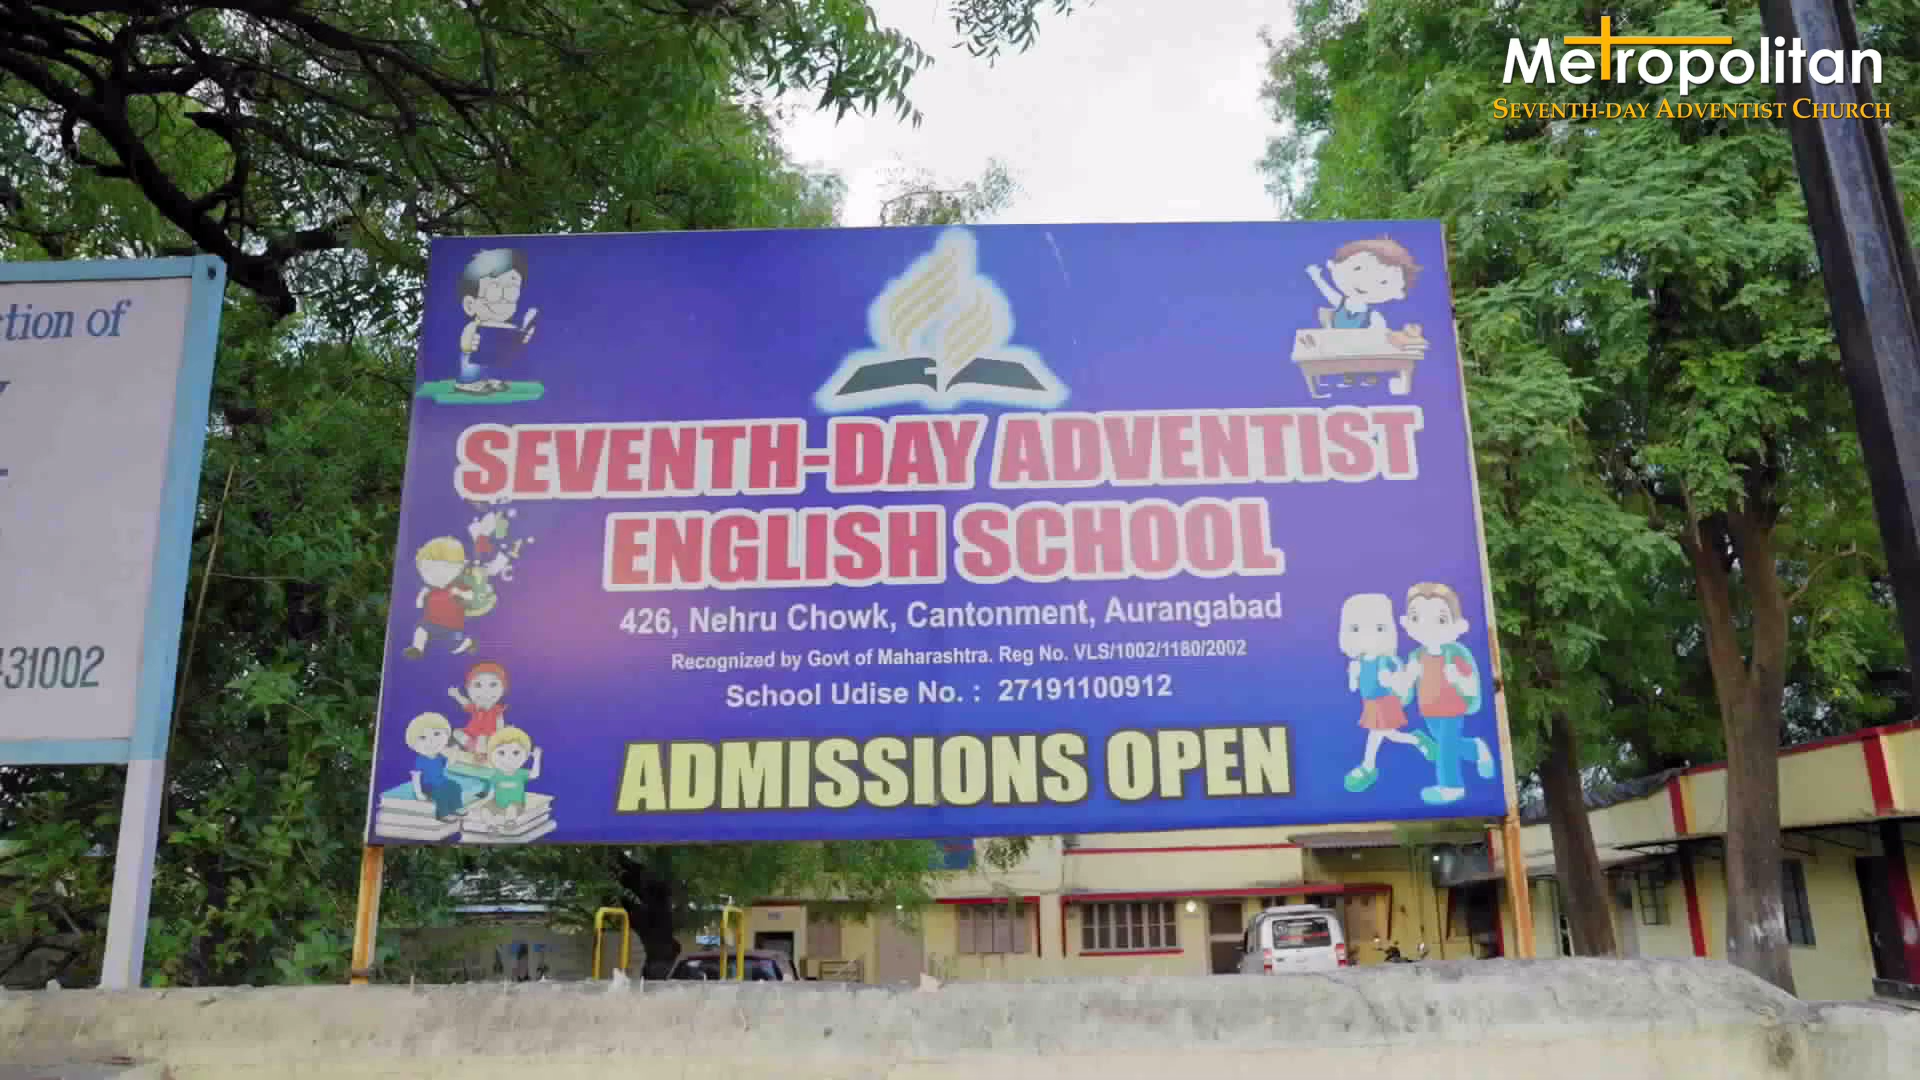 Metropolitan
SEVENTH-DAY ADVENTIST CHURCH
tion of
431002
SEVENTH-DAY ADVENTIST
ENGLISH SCHOOL
426, Nehru Chowk, Cantonment, Aurangabad
Recognized by Govt of Maharashtra. Reg No. VLS/1002/1180/2002
School Udise No. : 27191100912
ADMISSIONS OPEN